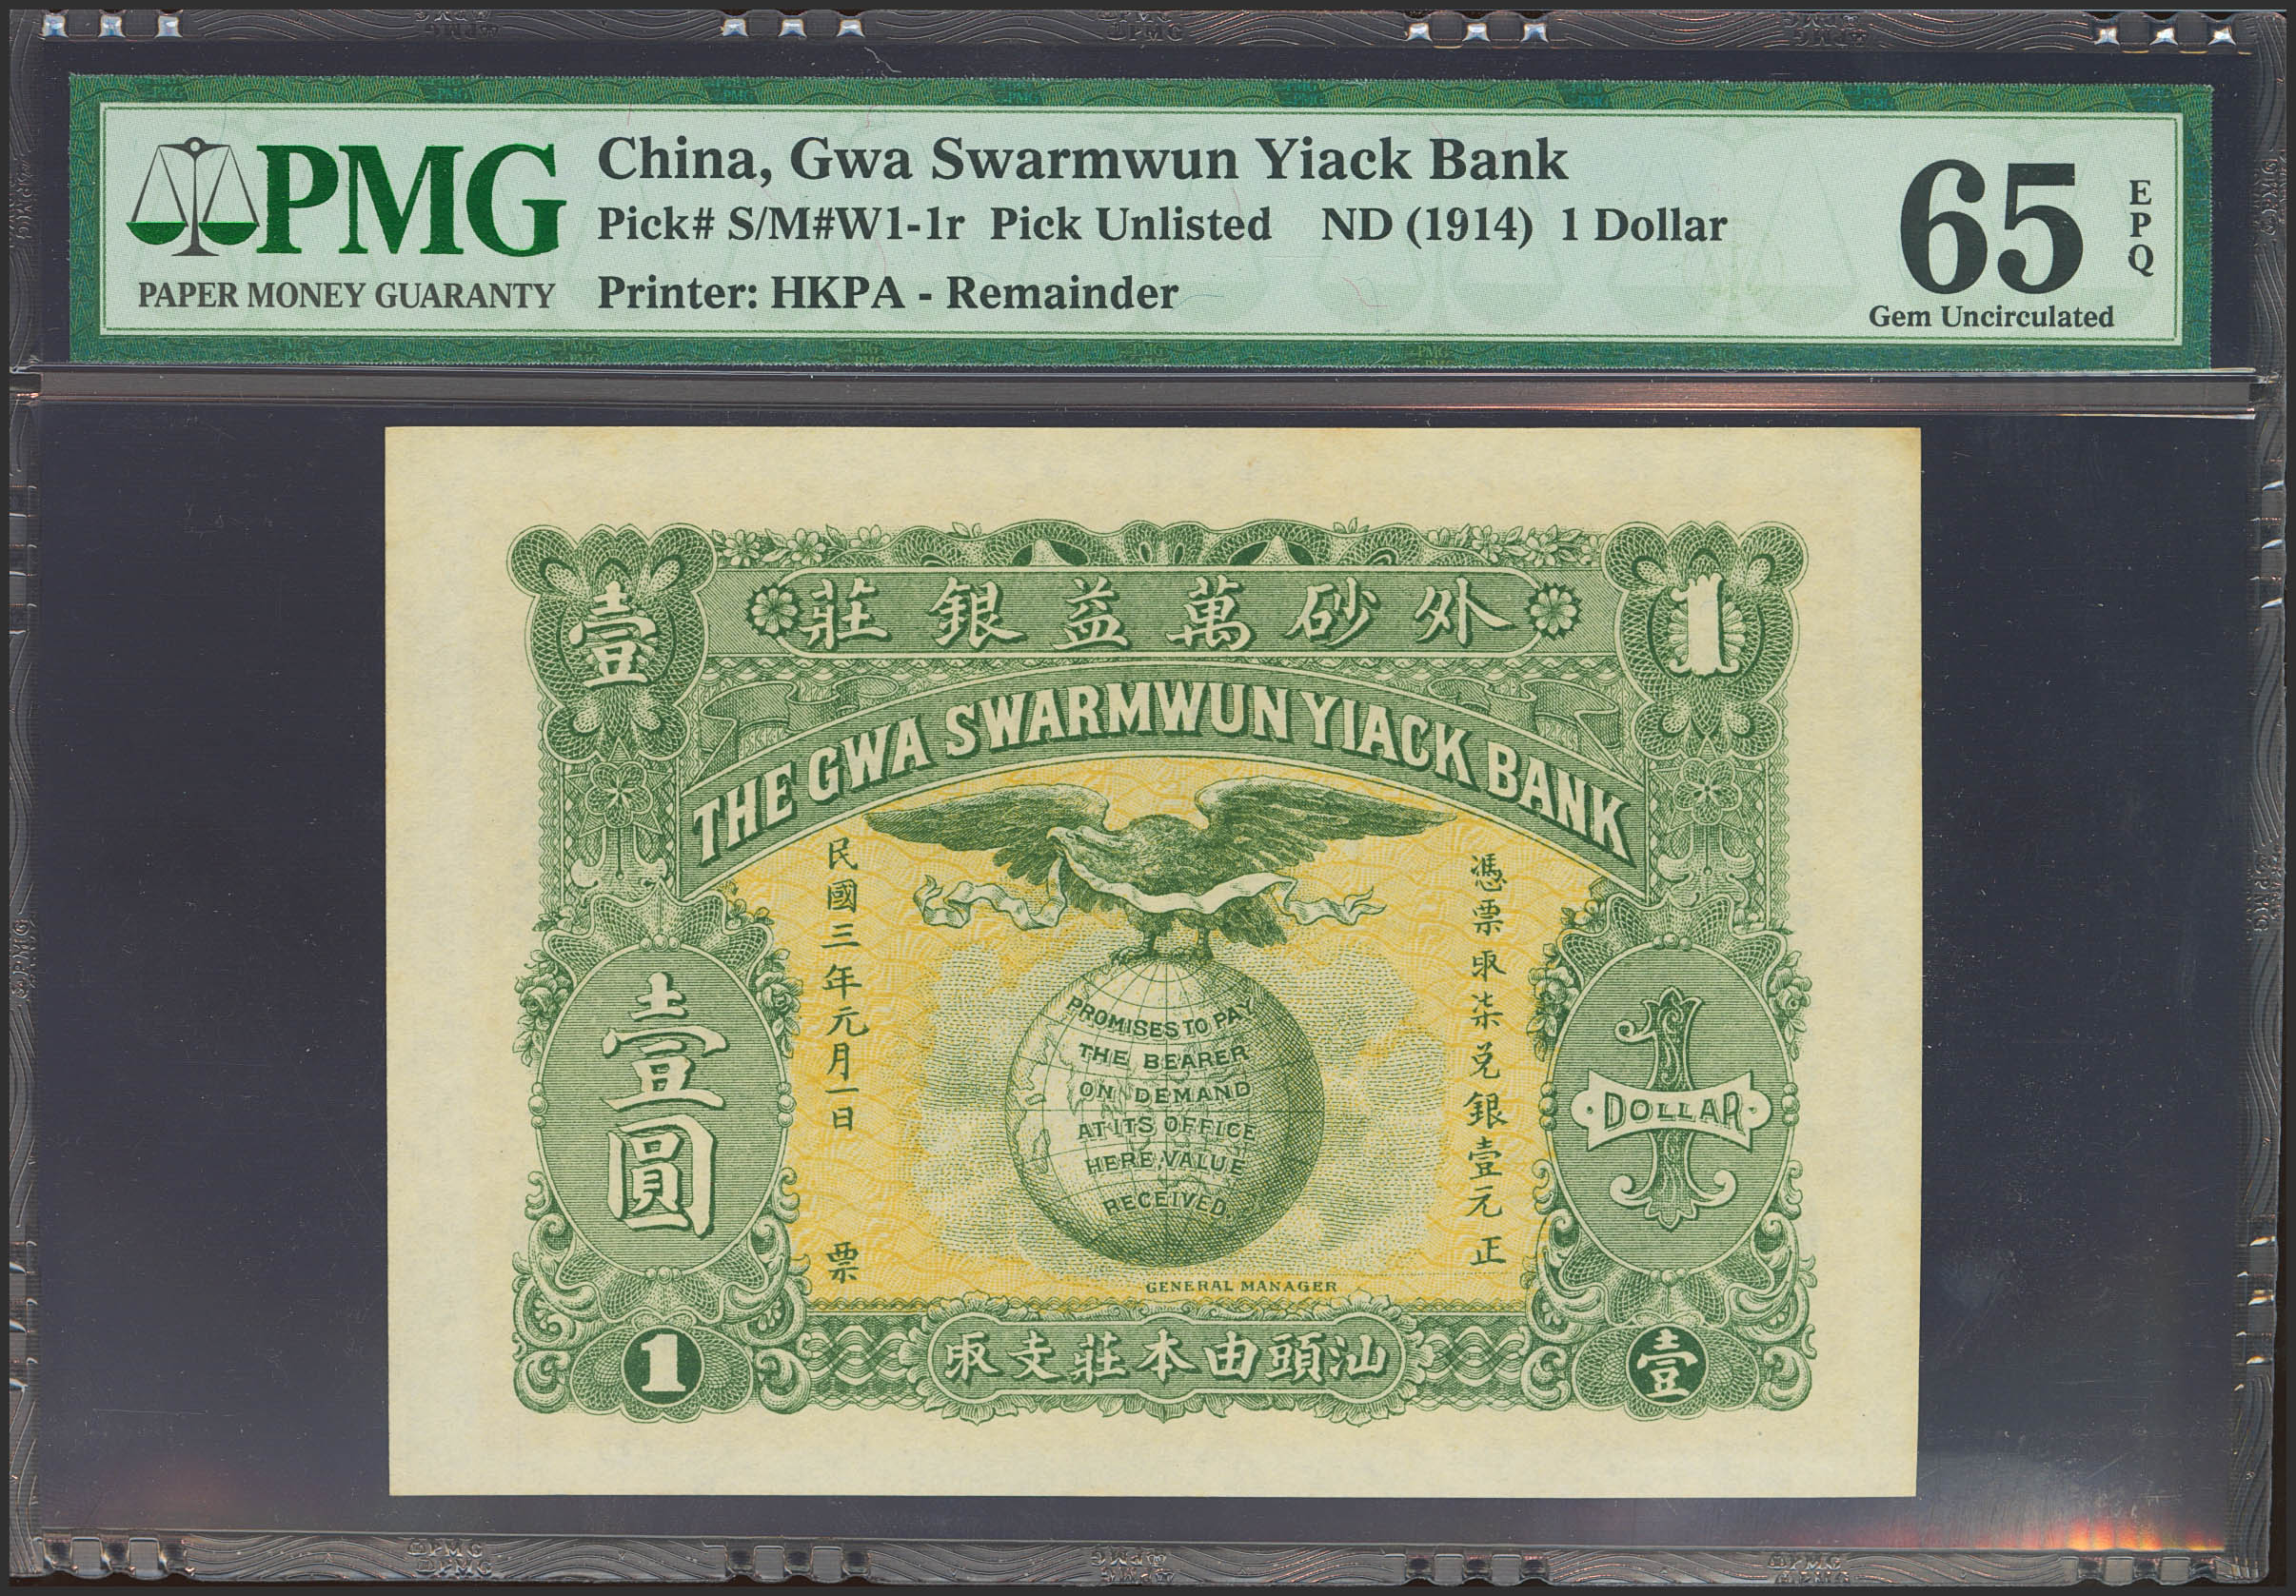 PMG
PAPER MONEY GUARANTY
China, Gwa Swarmwun Yiack Bank
Pick# S/M#W1-1r Pick Unlisted ND (1914) 1 Dollar
Printer: HKPA - Remainder
65
EPQ
Gem Uncirculated
壹
外砂萬益銀莊
1
THE GWA SWARMWUN YIACK BANK
憑票取柒兑銀壹元正
民國三年元月一日
票
壹圓
PROMISES TO PAY
THE BEARER
ON DEMAND
AT ITS OFFICE
HERE, VALUE
RECEIVED.
1
DOLLAR
GENERAL MANAGER
1
汕頭由本莊支取
壹